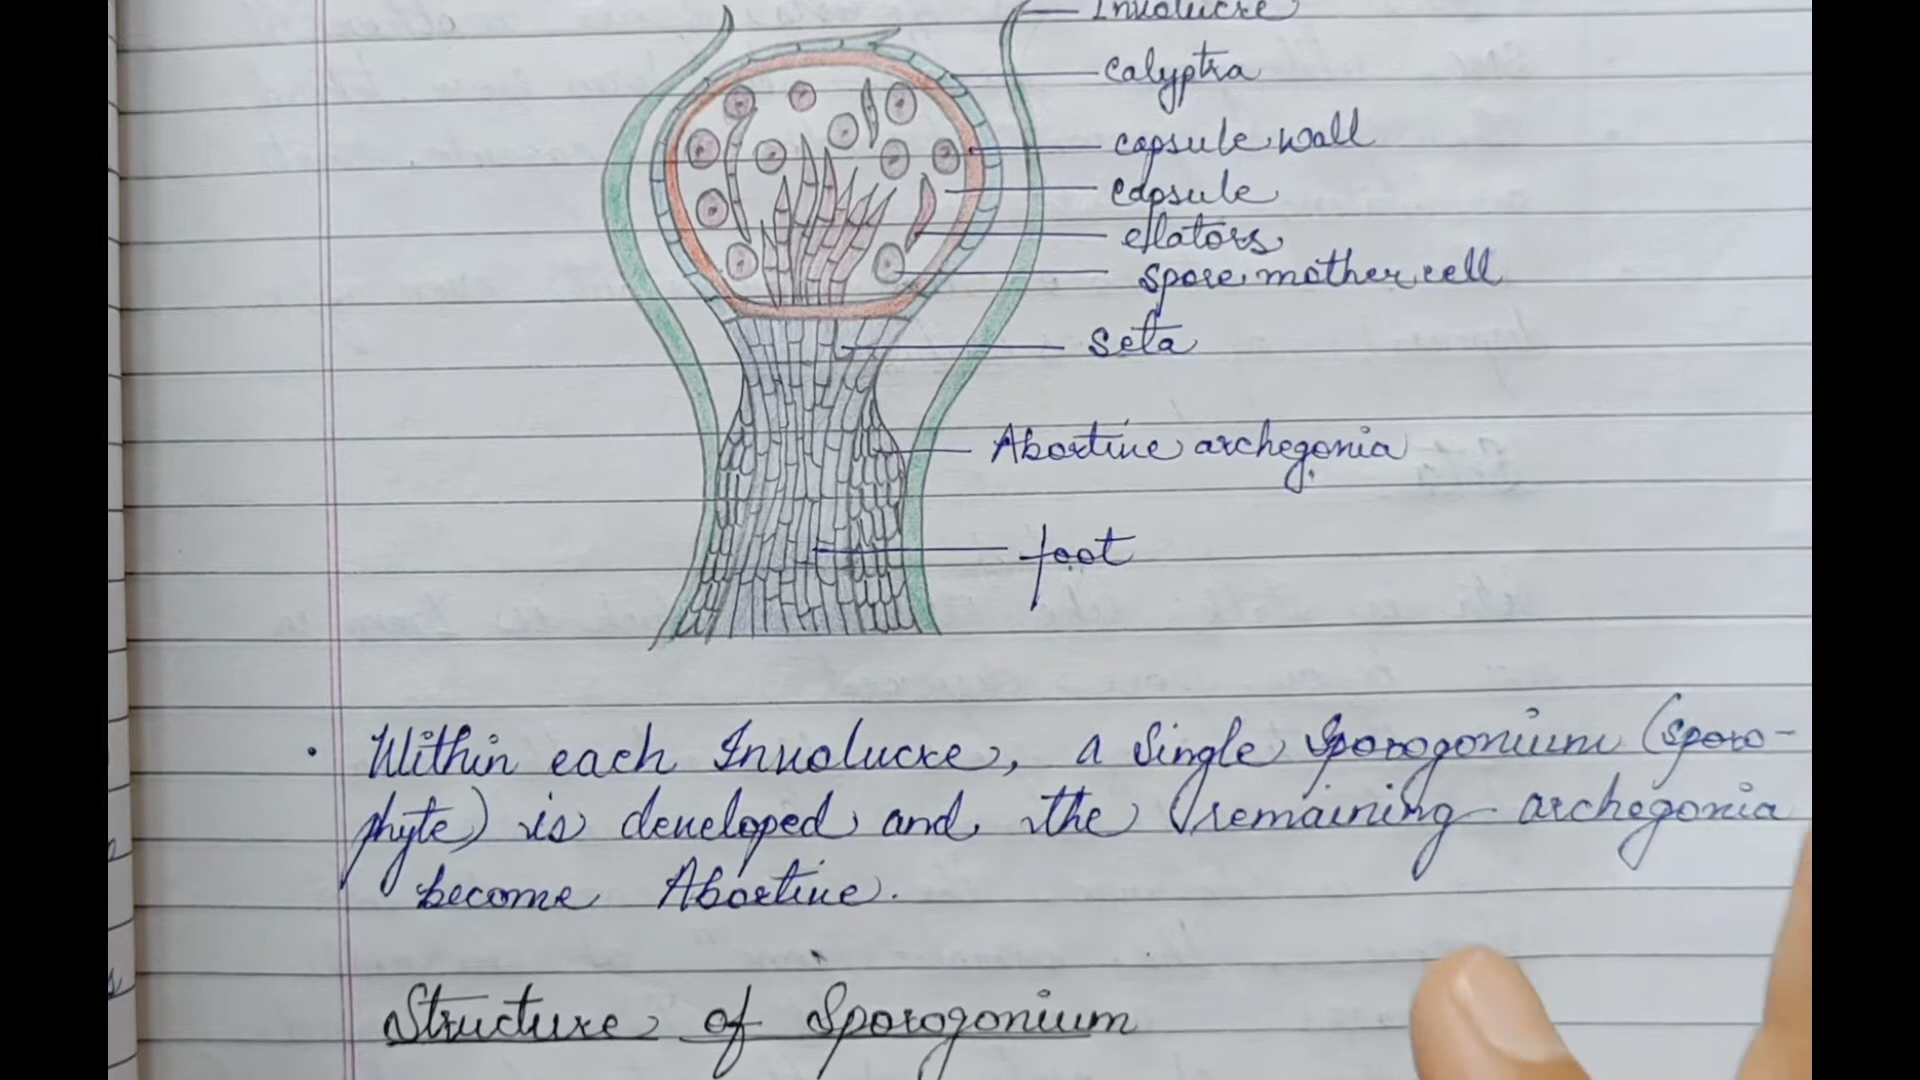 Involucre
Calyptra
capsule wall
capsule
ellators
spore mother cell
Seta
Abortive archegonia
foot
· Within each Involucre, a single sporogonium (sporo-
phyte) is developed and the remaining archegonia
become Abortive.
Structure of Sporogonium